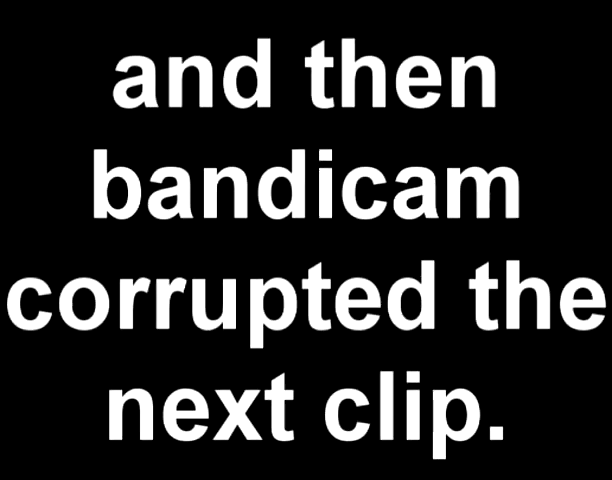 and then
bandicam
corrupted the
next clip.